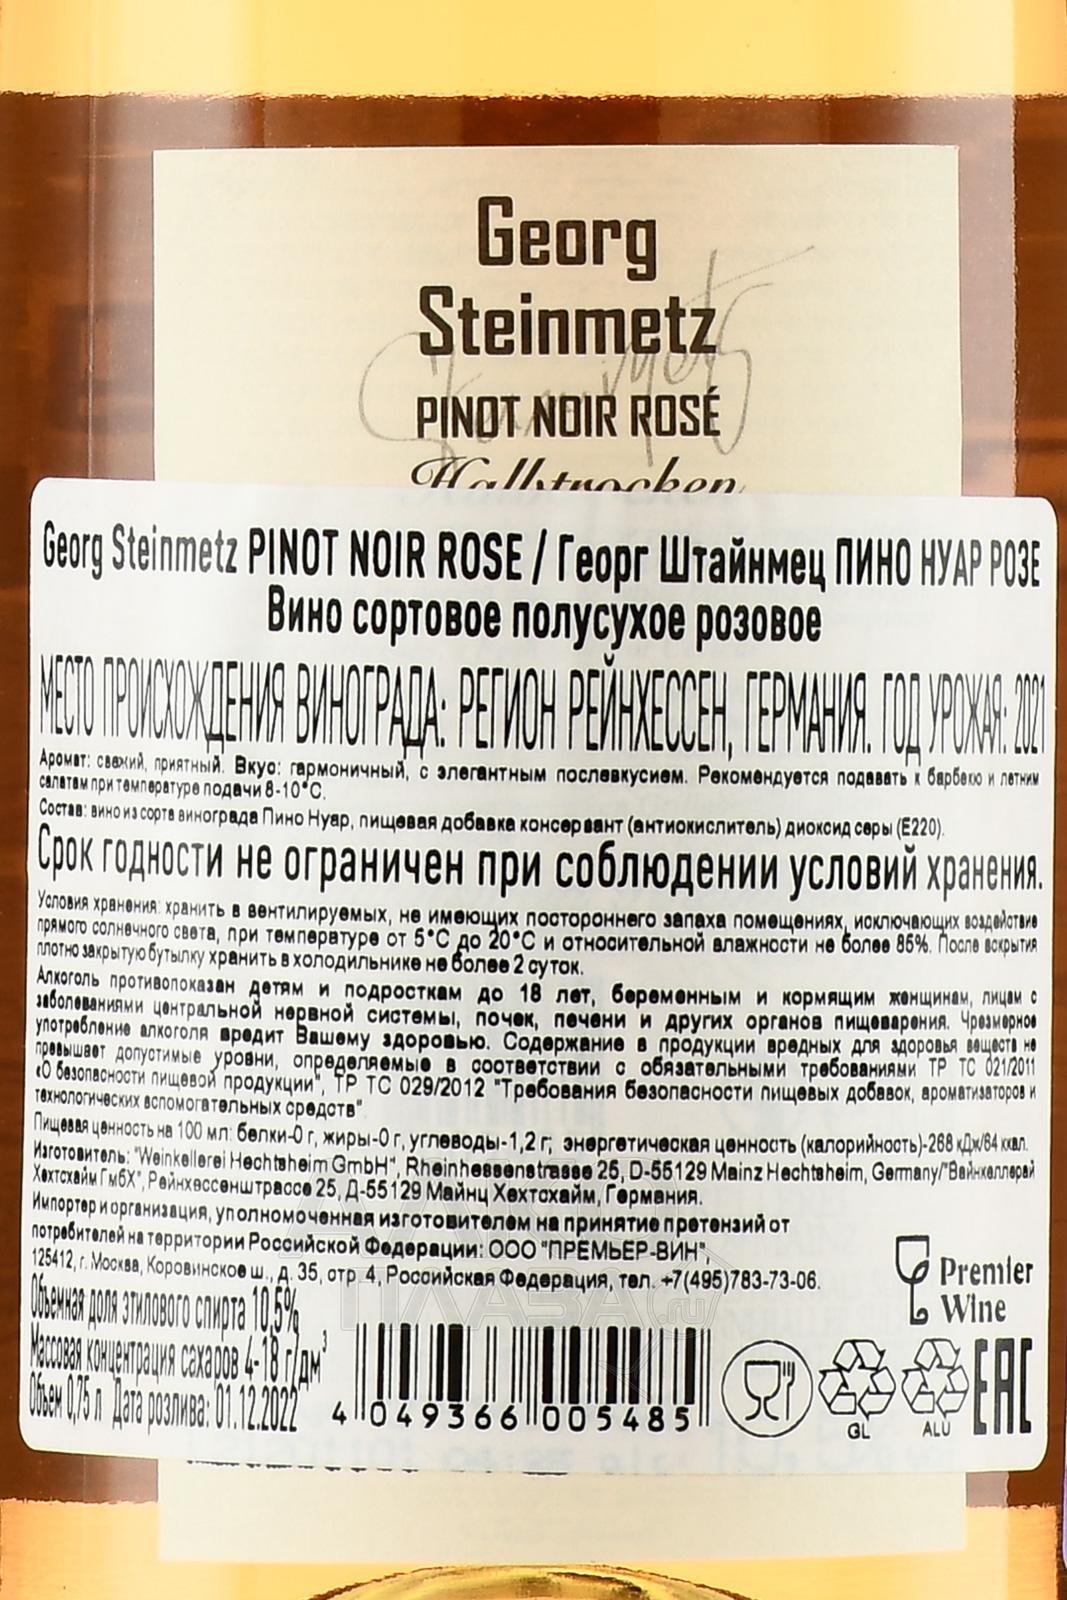 Georg
Steinmetz
PINOT NOIR ROSÉ
Halbtrocken
Georg Steinmetz PINOT NOIR ROSE / Георг Штайнмец ПИНО НУАР РОЗЕ
Вино сортовое полусухое розовое
МЕСТО ПРОИСХОЖДЕНИЯ ВИНОГРАДА: РЕГИОН РЕЙНХЕССЕН, ГЕРМАНИЯ. ГОД УРОЖАЯ: 2021
Аромат: свежий, приятный. Вкус: гармоничный, с элегантным послевкусием. Рекомендуется подавать к барбекю и летним
салатам при температуре подачи 8-10°С.
Состав: вино из сорта винограда Пино Нуар, пищевая добавка консервант (антиокислитель) диоксид серы (Е220).
Срок годности не ограничен при соблюдении условий хранения.
Условия хранения: хранить в вентилируемых, не имеющих постороннего запаха помещениях, исключающих воздействие
прямого солнечного света, при температуре от 5°С до 20°С и относительной влажности не более 85%. После вскрытия
плотно закрытую бутылку хранить в холодильнике не более 2 суток.
Алкоголь противопоказан детям и подросткам до 18 лет, беременным и кормящим женщинам, лицам с
заболеваниями центральной нервной системы, почек, печени и других органов пищеварения. Чрезмерное
употребление алкоголя вредит Вашему здоровью. Содержание в продукции вредных для здоровья веществ не
превышает допустимые уровни, определяемые в соответствии с обязательными требованиями ТР ТС 021/2011
«О безопасности пищевой продукции", ТР ТС 029/2012 "Требования безопасности пищевых добавок, ароматизаторов и
технологических вспомогательных средств"
Пищевая ценность на 100 мл: белки-0 г, жиры-0 г, углеводы-1,2 г; энергетическая ценность (калорийность)-268 кДж/64 ккал.
Изготовитель: "Weinkellerei Hechtsheim GmbH", Rheinhessenstrasse 25, D-55129 Mainz Hechtsheim, Germany/"Вайнкеллерай
Хехтсхайм ГмбХ", Рейнхессенштрассе 25, Д-55129 Майнц Хехтсхайм, Германия.
Импортер и организация, уполномоченная изготовителем на принятие претензий от
потребителей на территории Российской Федерации: ООО "ПРЕМЬЕР-ВИН",
125412, г. Москва, Коровинское ш., д. 35, стр. 4, Российская Федерация, тел. +7(495)783-73-06.
Объемная доля этилового спирта 10,5%
Массовая концентрация сахаров 4-18 г/дм³
Объем 0,75 л Дата розлива: 01.12.2022
4 049366 005485
Premier
Wine
GL
ALU
EAC
ПЛАЗА.ru